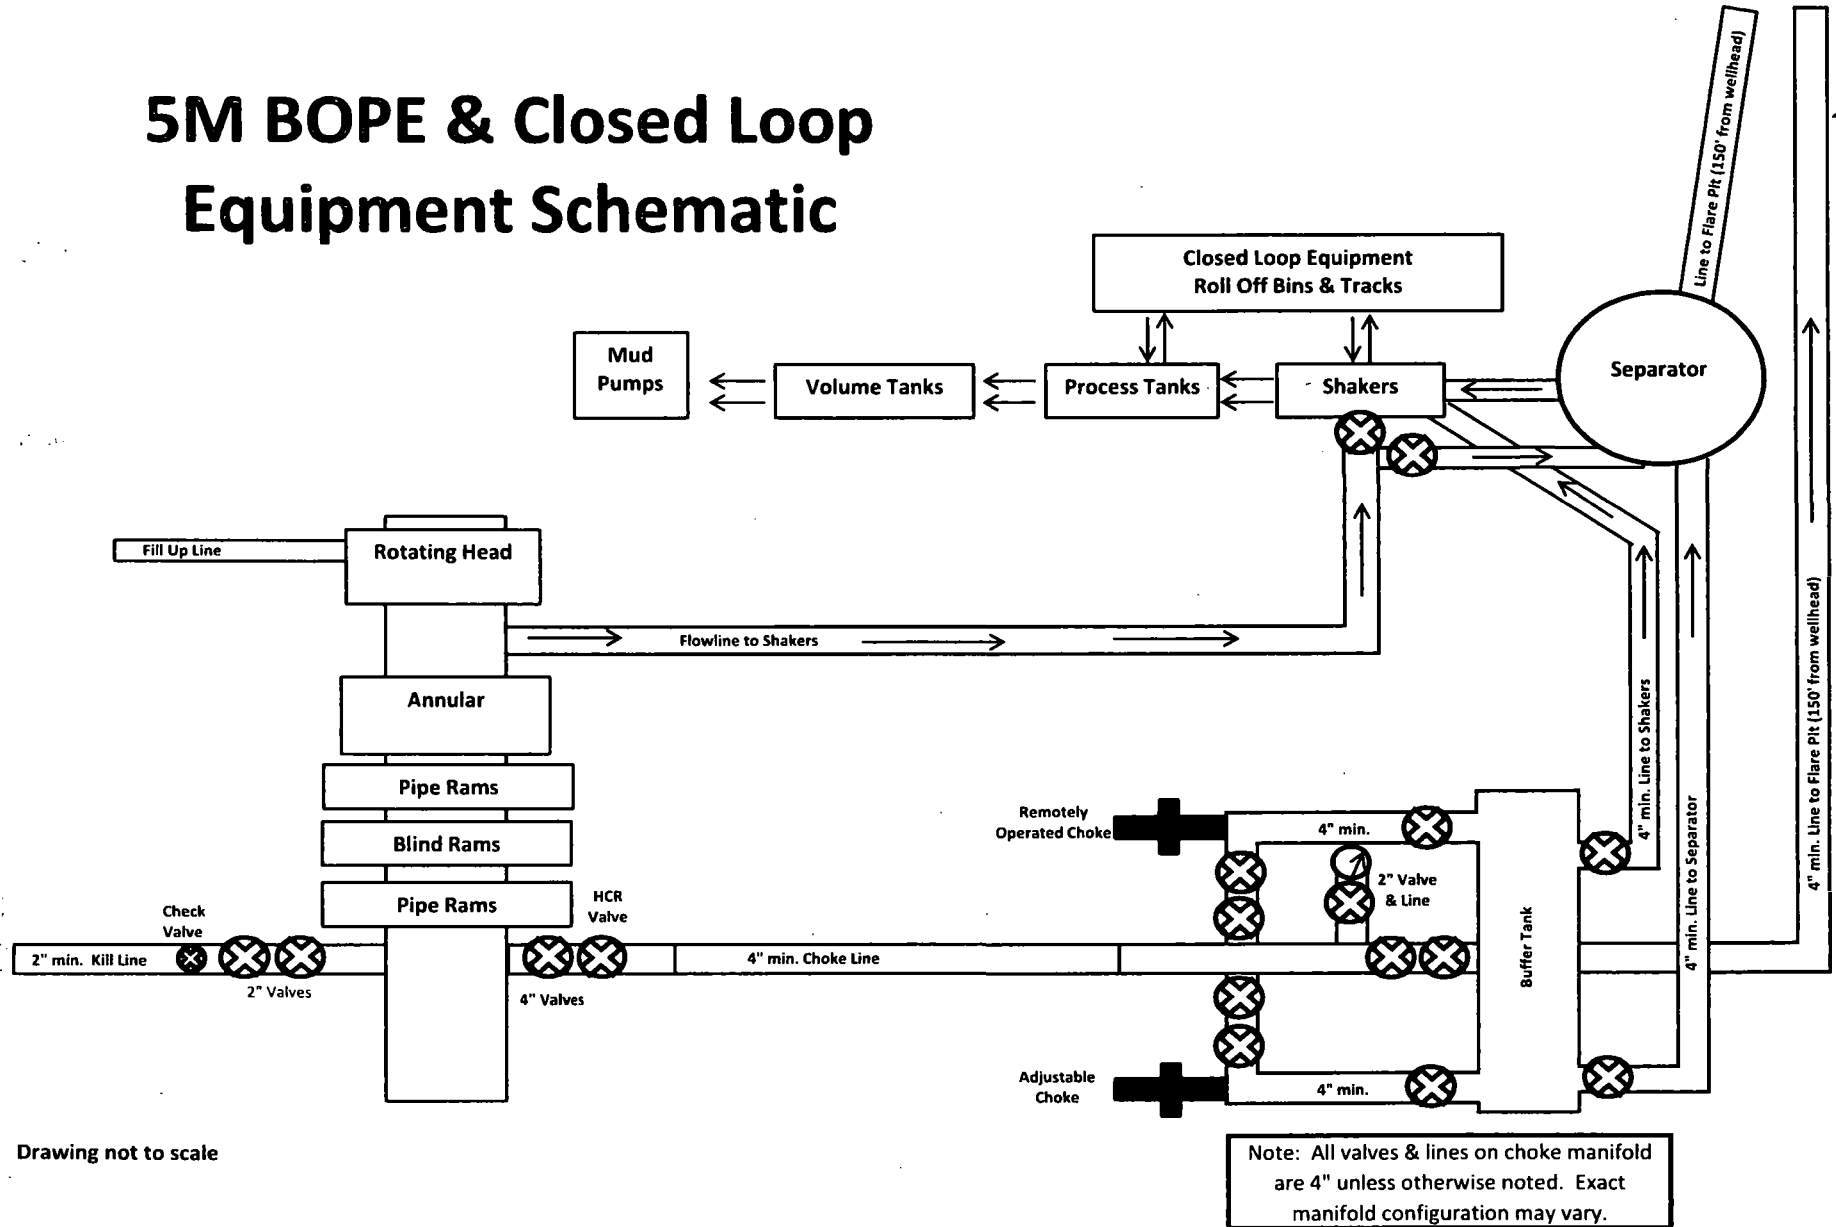 5M BOPE & Closed Loop
Equipment Schematic
Line to Flare Pit (150' from wellhead)
Closed Loop Equipment
Roll Off Bins & Tracks
Mud
Pumps
Volume Tanks
Process Tanks
Shakers
Separator
Fill Up Line
Rotating Head
Flowline to Shakers
Annular
Pipe Rams
Blind Rams
Pipe Rams
Check
Valve
HCR
Valve
2" min. Kill Line
2" Valves
4" Valves
4" min. Choke Line
Remotely
Operated Choke
4" min.
2" Valve
& Line
Buffer Tank
Adjustable
Choke
4" min.
4" min. Line to Shakers
4" min. Line to Separator
4" min. Line to Flare Pit (150' from wellhead)
Drawing not to scale
Note: All valves & lines on choke manifold
are 4" unless otherwise noted. Exact
manifold configuration may vary.